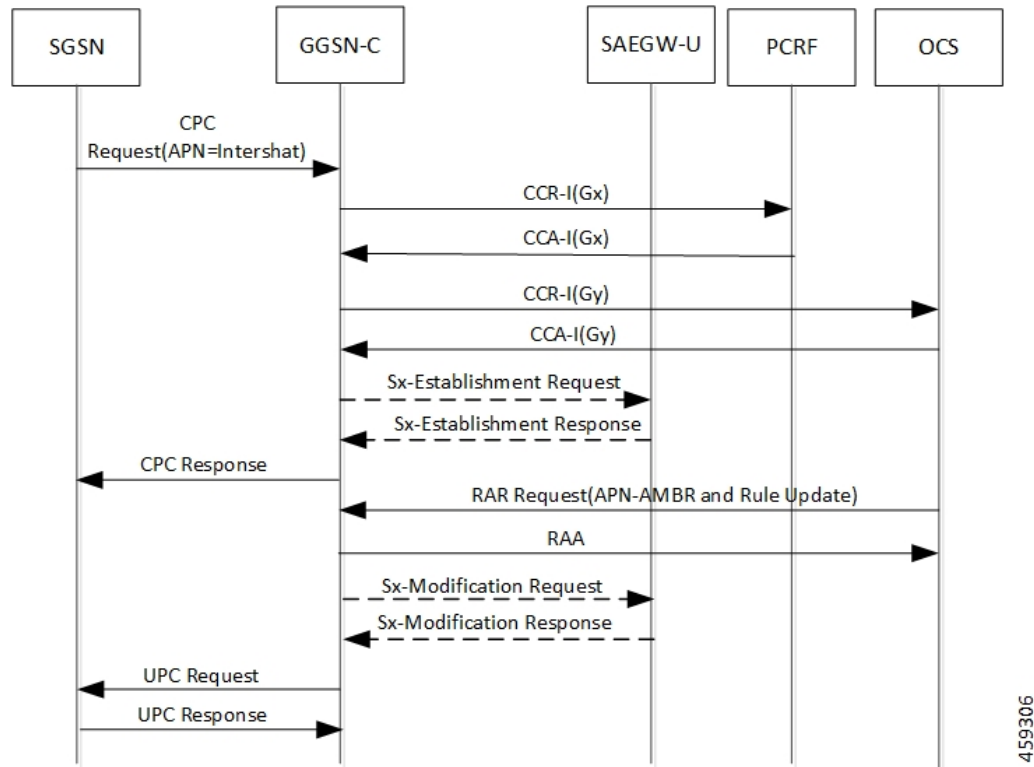 SGSN
GGSN-C
SAEGW-U
PCRF
OCS
CPC
Request(APN=Intershat)
CCR-I(Gx)
CCA-I(Gx)
CCR-I(Gy)
CCA-I(Gy)
Sx-Establishment Request
Sx-Establishment Response
CPC Response
RAR Request(APN-AMBR and Rule Update)
RAA
Sx-Modification Request
Sx-Modification Response
UPC Request
UPC Response
459306